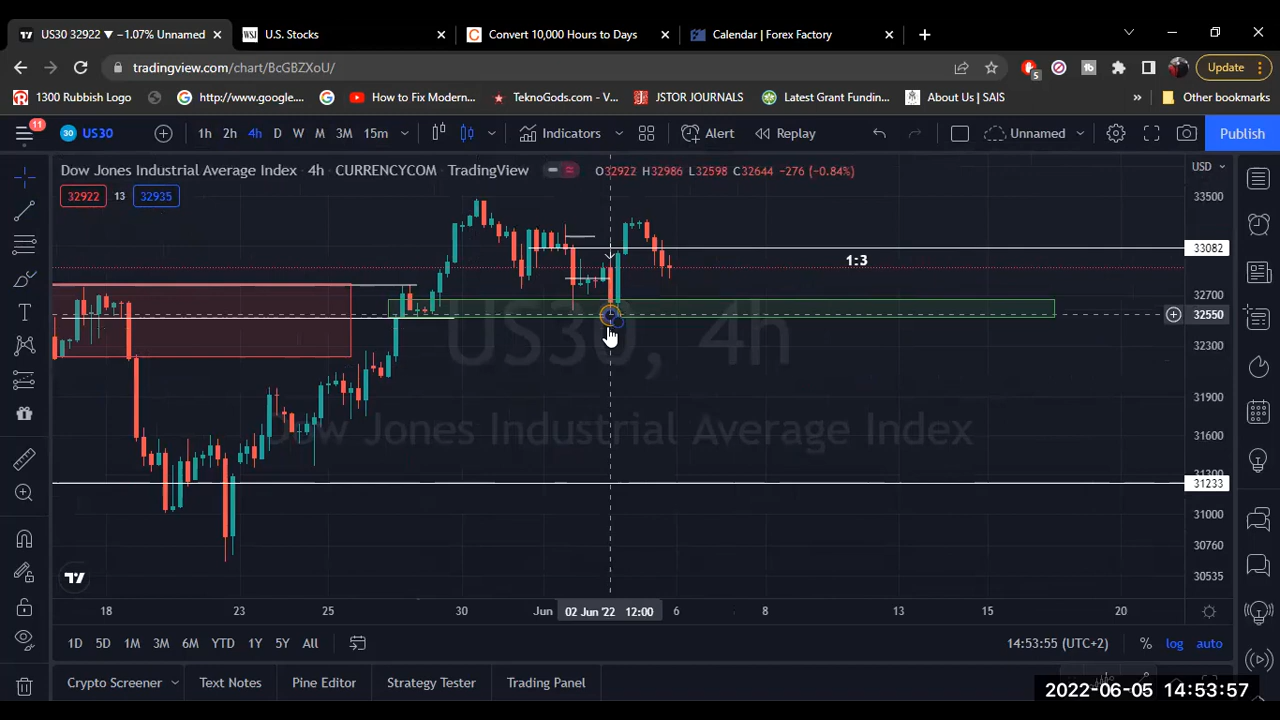 US30 32922 ▼ −1.07% Unnamed
WSJ U.S. Stocks
C Convert 10,000 Hours to Days
Calendar | Forex Factory
tradingview.com/chart/BcGBZXoU/
5
Update
1300 Rubbish Logo
http://www.google....
How to Fix Modern...
TeknoGods.com - V...
JSTOR JOURNALS
Latest Grant Fundin...
About Us | SAIS
»
Other bookmarks
11
30 US30
1h 2h 4h D W M 3M 15m
Indicators
Alert
Replay
Unnamed
Publish
Dow Jones Industrial Average Index · 4h · CURRENCYCOM · TradingView
O32922 H32986 L32598 C32644 −276 (−0.84%)
USD
32922 13 32935
33500
33082
1:3
32700
32550
32300
31900
31600
31300
31233
31000
30760
30535
US30, 4h
Dow Jones Industrial Average Index
18 23 25 30 Jun 02 Jun '22 12:00 6 8 13 15 20
1D 5D 1M 3M 6M YTD 1Y 5Y All
14:53:55 (UTC+2)
% log auto
Crypto Screener
Text Notes
Pine Editor
Strategy Tester
Trading Panel
2022-06-05 14:53:57